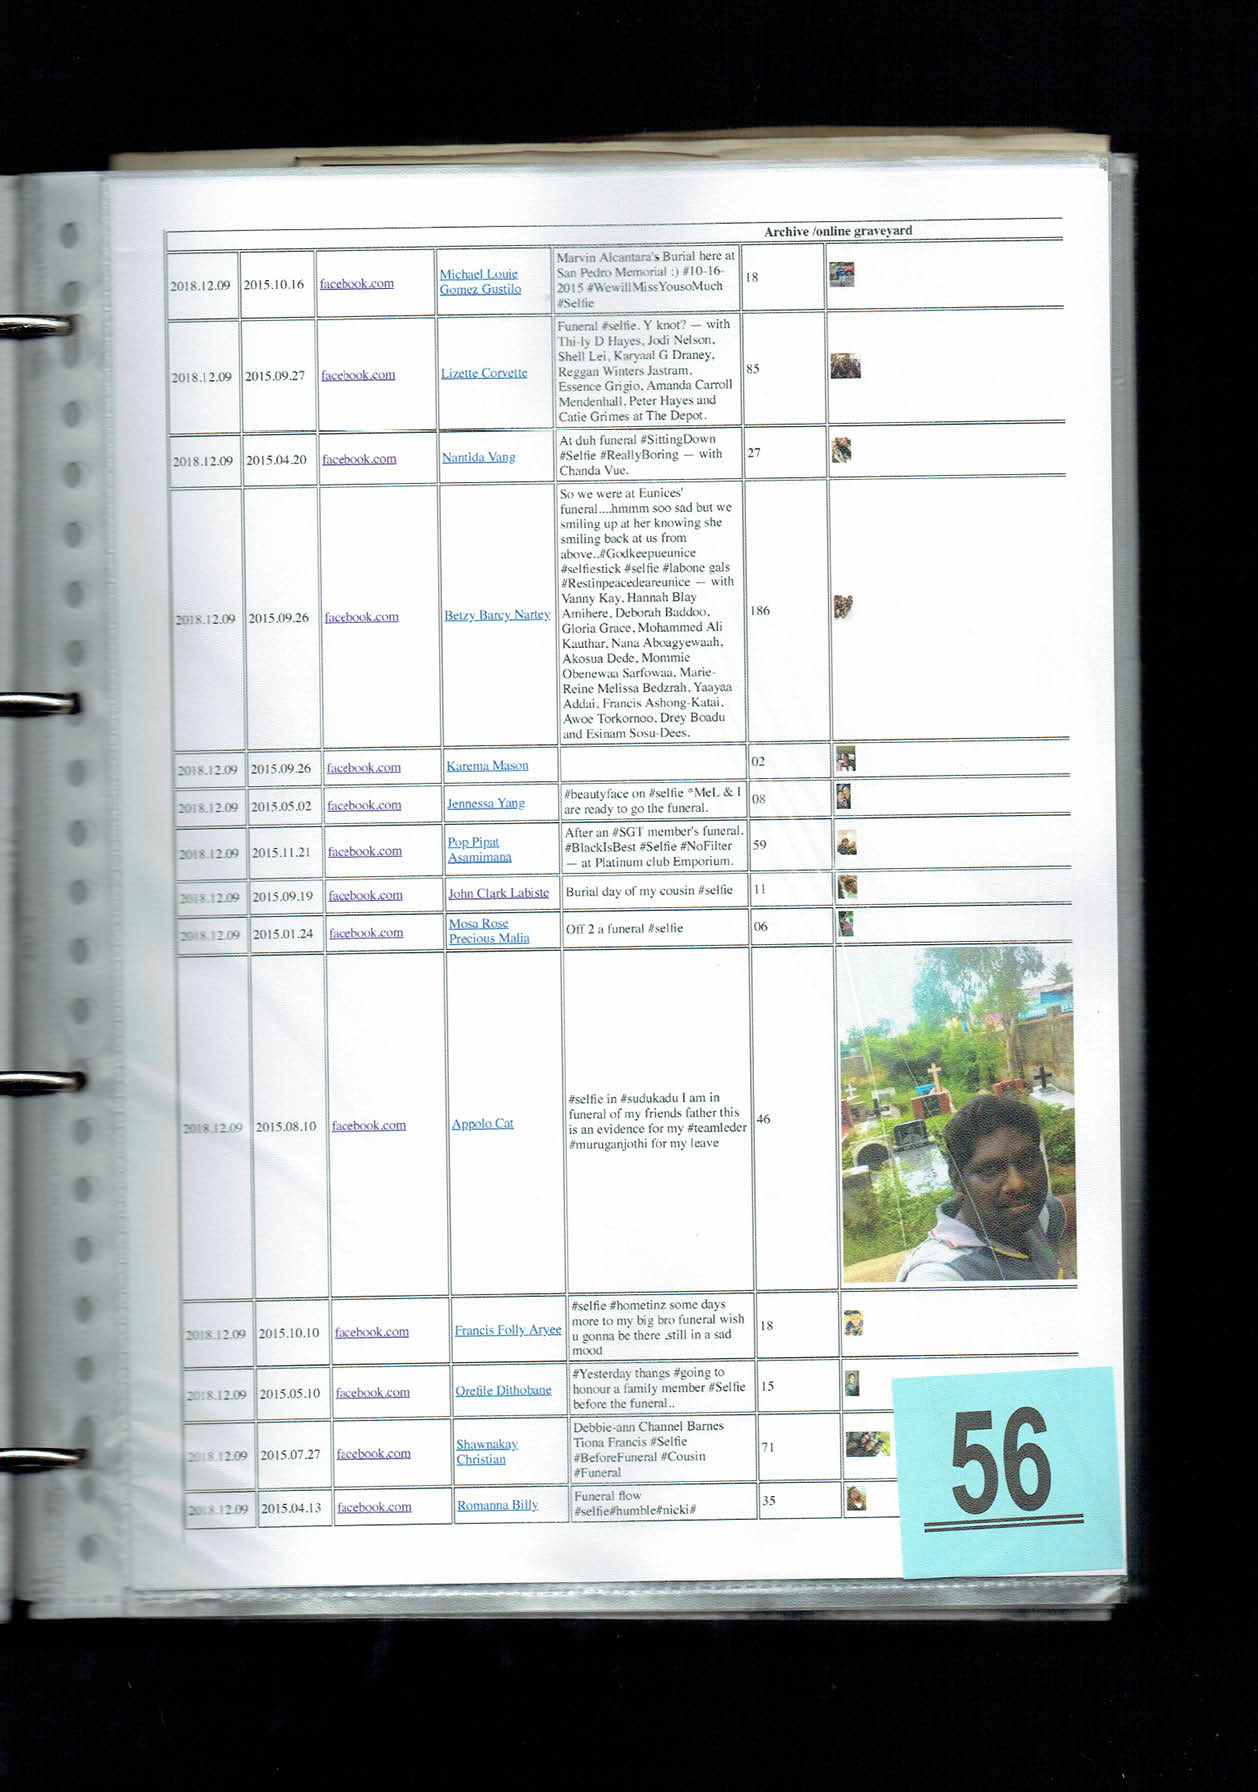 Archive /online graveyard
2018.12.09 2015.10.16 facebook.com Michael Louie Gomez Gustilo
Marvin Alcantara's Burial here at
San Pedro Memorial :) #10-16-
2015 #WewillMissYousoMuch
#Selfie
18
2018.12.09 2015.09.27 facebook.com Lizette Corvette
Funeral #selfie. Y knot? — with
Thi-ly D Hayes, Jodi Nelson,
Shell Lei, Karyaal G Draney,
Reggan Winters Jastram,
Essence Grigio, Amanda Carroll
Mendenhall, Peter Hayes and
Catie Grimes at The Depot.
85
2018.12.09 2015.04.20 facebook.com Nantida Vang
At duh funeral #SittingDown
#Selfie #ReallyBoring — with
Chanda Vue.
27
2018.12.09 2015.09.26 facebook.com Betzy Barcy Nartey
So we were at Eunices'
funeral....hmmm soo sad but we
smiling up at her knowing she
smiling back at us from
above..#Godkeepueunice
#selfiestick #selfie #labone gals
#Restinpeacedeareunice — with
Vanny Kay, Hannah Blay
Amihere, Deborah Baddoo,
Gloria Grace, Mohammed Ali
Kauthar, Nana Aboagyewaah,
Akosua Dede, Mommie
Obenewaa Sarfowaa, Marie-
Reine Melissa Bedzrah, Yaayaa
Addai, Francis Ashong-Katai,
Awoe Torkornoo, Drey Boadu
and Esinam Sosu-Dees.
186
2018.12.09 2015.09.26 facebook.com Karema Mason 02
2018.12.09 2015.05.02 facebook.com Jennessa Yang
#beautyface on #selfie *MeL & I
are ready to go the funeral.
08
2018.12.09 2015.11.21 facebook.com Pop Pipat Asamimana
After an #SGT member's funeral.
#BlackIsBest #Selfie #NoFilter
— at Platinum club Emporium.
59
2018.12.09 2015.09.19 facebook.com John Clark Labiste Burial day of my cousin #selfie 11
2018.12.09 2015.01.24 facebook.com Mosa Rose Precious Malia Off 2 a funeral #selfie 06
2018.12.09 2015.08.10 facebook.com Appolo Cat
#selfie in #sudukadu I am in
funeral of my friends father this
is an evidence for my #teamleder
#muruganjothi for my leave
46
2018.12.09 2015.10.10 facebook.com Francis Folly Aryee
#selfie #hometinz some days
more to my big bro funeral wish
u gonna be there ,still in a sad
mood
18
2018.12.09 2015.05.10 facebook.com Orefile Dithobane
#Yesterday thangs #going to
honour a family member #Selfie
before the funeral..
15
2018.12.09 2015.07.27 facebook.com Shawnakay Christian
Debbie-ann Channel Barnes
Tiona Francis #Selfie
#BeforeFuneral #Cousin
#Funeral
71
2018.12.09 2015.04.13 facebook.com Romanna Billy
Funeral flow
#selfie#humble#nicki#
35
56